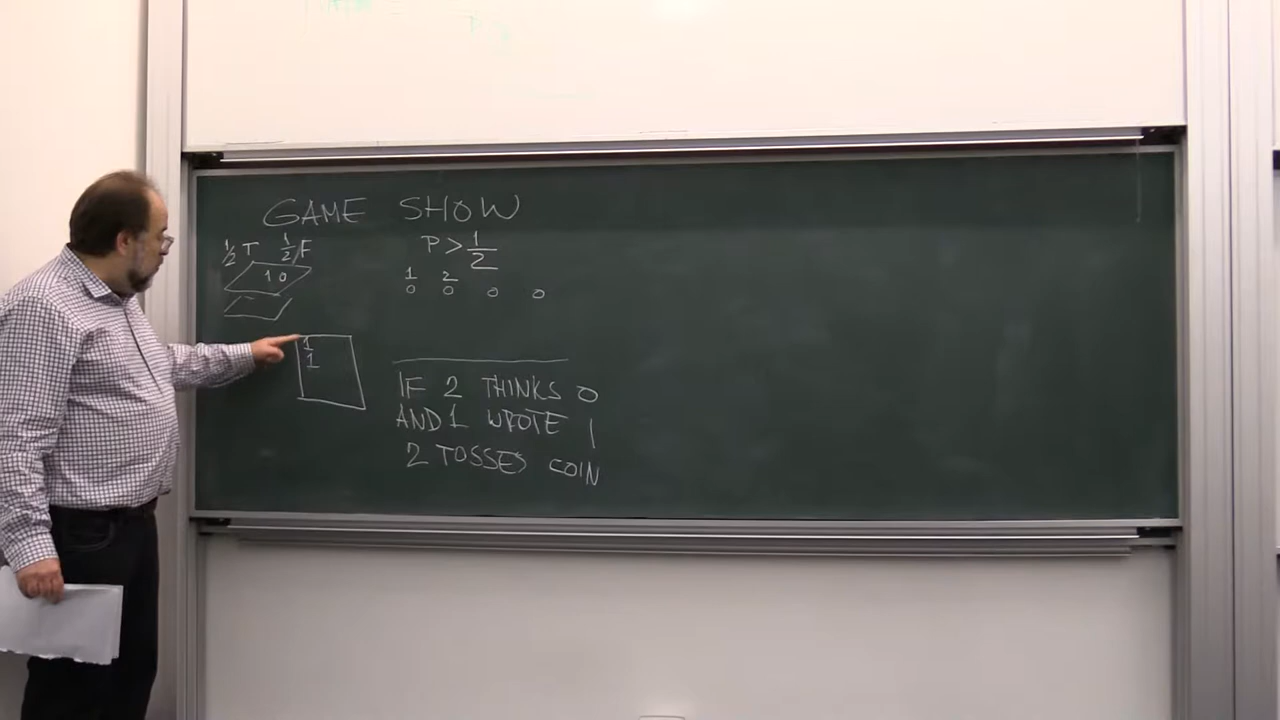 GAME SHOW
½ T ½ F
P > 1/2
1 0
1 2
0 0 0 0
1
1
IF 2 THINKS 0
AND 1 WROTE 1
2 TOSSES COIN